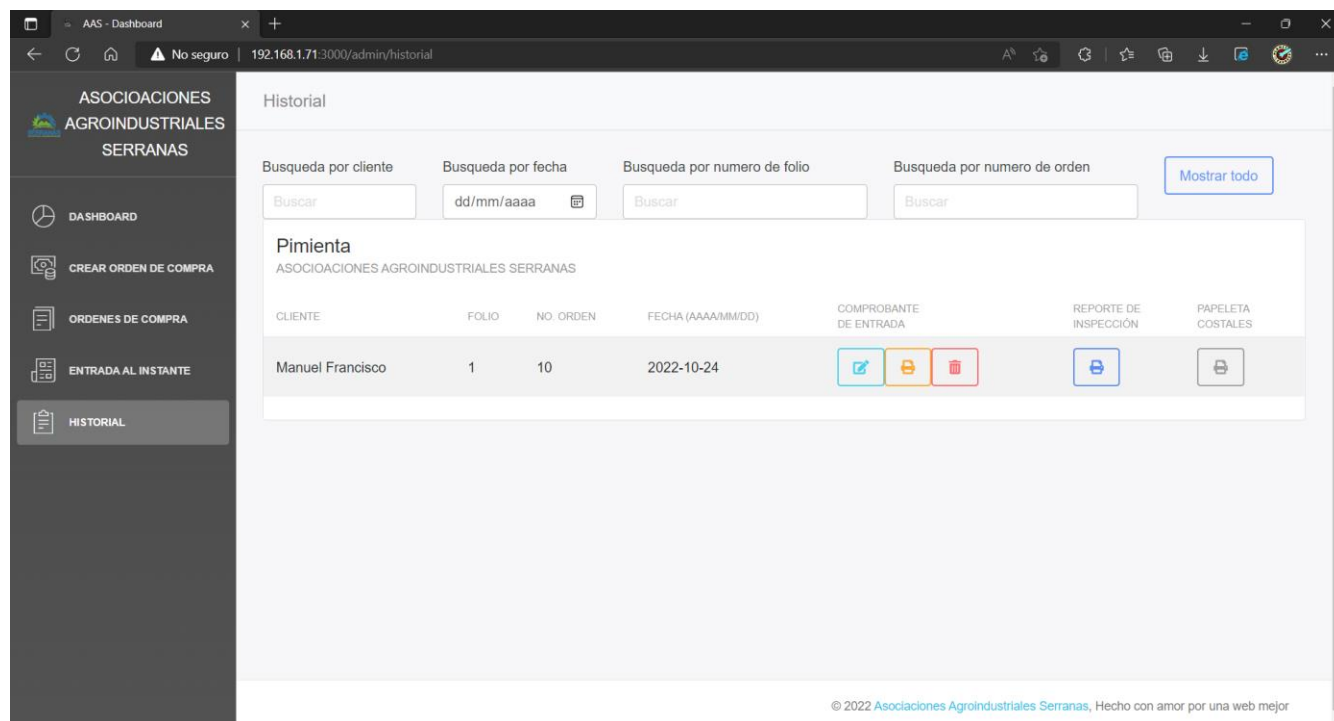 AAS - Dashboard
No seguro
192.168.1.71:3000/admin/historial
ASOCIOACIONES
AGROINDUSTRIALES
SERRANAS
DASHBOARD
CREAR ORDEN DE COMPRA
ORDENES DE COMPRA
ENTRADA AL INSTANTE
HISTORIAL
Historial
Busqueda por cliente Busqueda por fecha Busqueda por numero de folio Busqueda por numero de orden
Mostrar todo
Buscar dd/mm/aaaa Buscar Buscar
Pimienta
ASOCIOACIONES AGROINDUSTRIALES SERRANAS
CLIENTE FOLIO NO. ORDEN FECHA (AAAA/MM/DD) COMPROBANTE DE ENTRADA REPORTE DE INSPECCIÓN PAPELETA COSTALES
Manuel Francisco 1 10 2022-10-24
© 2022 Asociaciones Agroindustriales Serranas, Hecho con amor por una web mejor